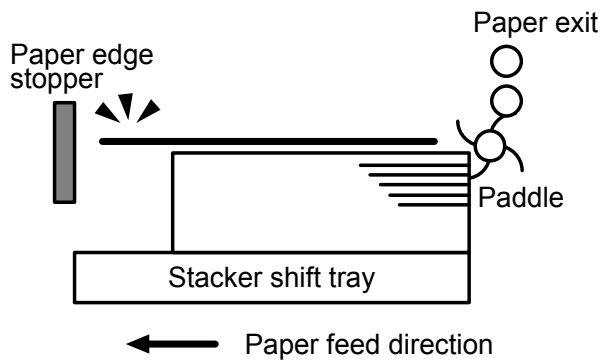 Paper exit
Paper edge
stopper
Paddle
Stacker shift tray
Paper feed direction